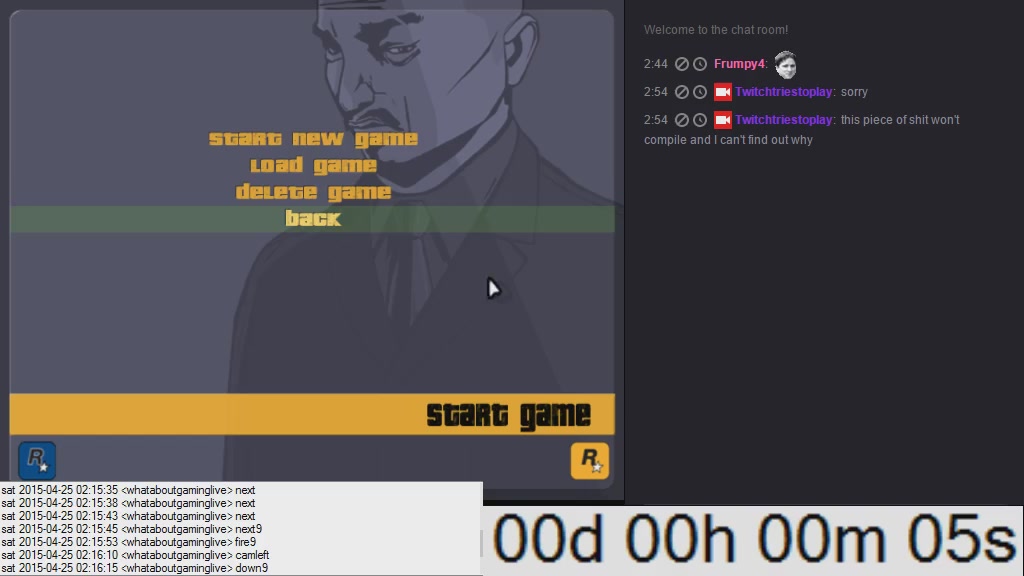 start new game
Load game
delete game
back
start game
R
R
Welcome to the chat room!
2:44 Frumpy4:
2:54 Twitchtriestoplay: sorry
2:54 Twitchtriestoplay: this piece of shit won't
compile and I can't find out why
sat 2015-04-25 02:15:35 <whataboutgaminglive> next
sat 2015-04-25 02:15:38 <whataboutgaminglive> next
sat 2015-04-25 02:15:43 <whataboutgaminglive> next
sat 2015-04-25 02:15:45 <whataboutgaminglive> next9
sat 2015-04-25 02:15:53 <whataboutgaminglive> fire9
sat 2015-04-25 02:16:10 <whataboutgaminglive> camleft
sat 2015-04-25 02:16:15 <whataboutgaminglive> down9
00d 00h 00m 05s